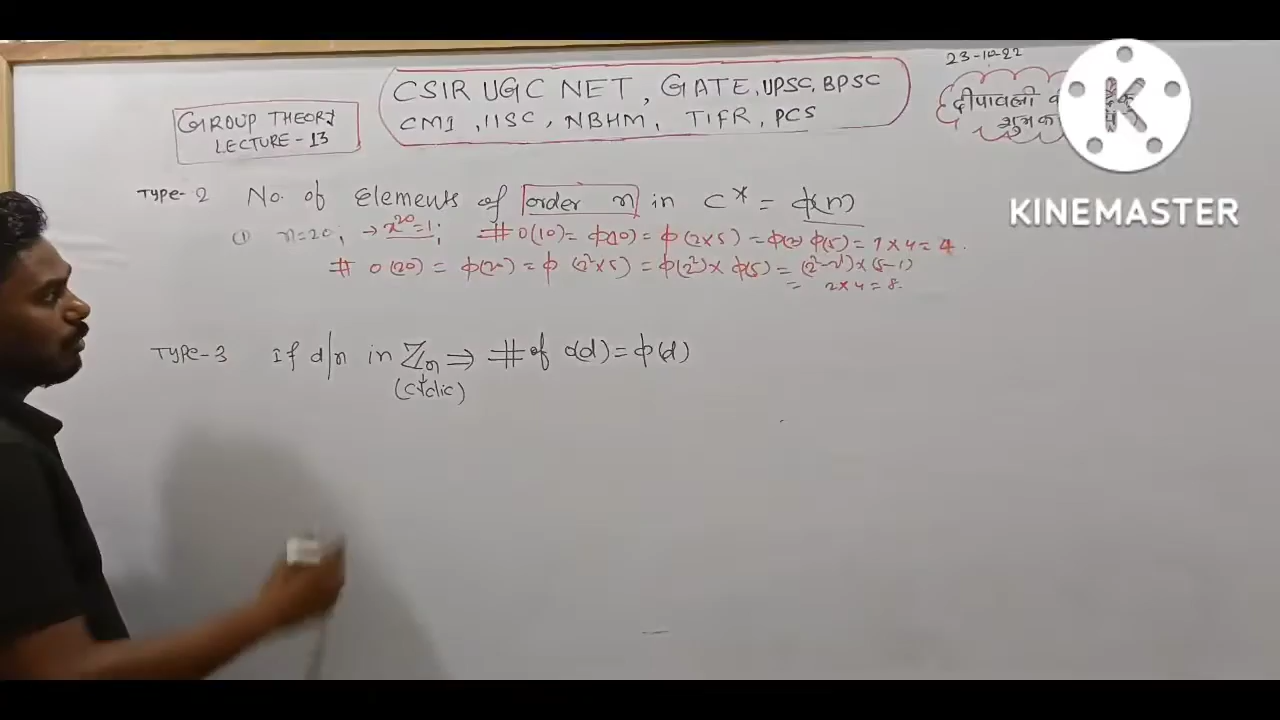 23-10-22
CSIR UGC NET, GATE, UPSC, BPSC
CMI, IISC, NBHM, TIFR, PCS
GROUP THEORY
LECTURE-13
दीपावली
K
KINEMASTER
TYPE-2 No. of Elements of order n in C* = φ(n)
① n=20; → x²⁰=1; # O(10) = φ(10) = φ(2×5) = φ(2) φ(5) = 1×4 = 4.
# O(20) = φ(20) = φ(2²×5) = φ(2²)×φ(5) = (2²-2¹)×(5-1)
= 2×4 = 8.
TYPE-3 If d/n in ℤn ⇒ # of O(d) = φ(d)
(cyclic)